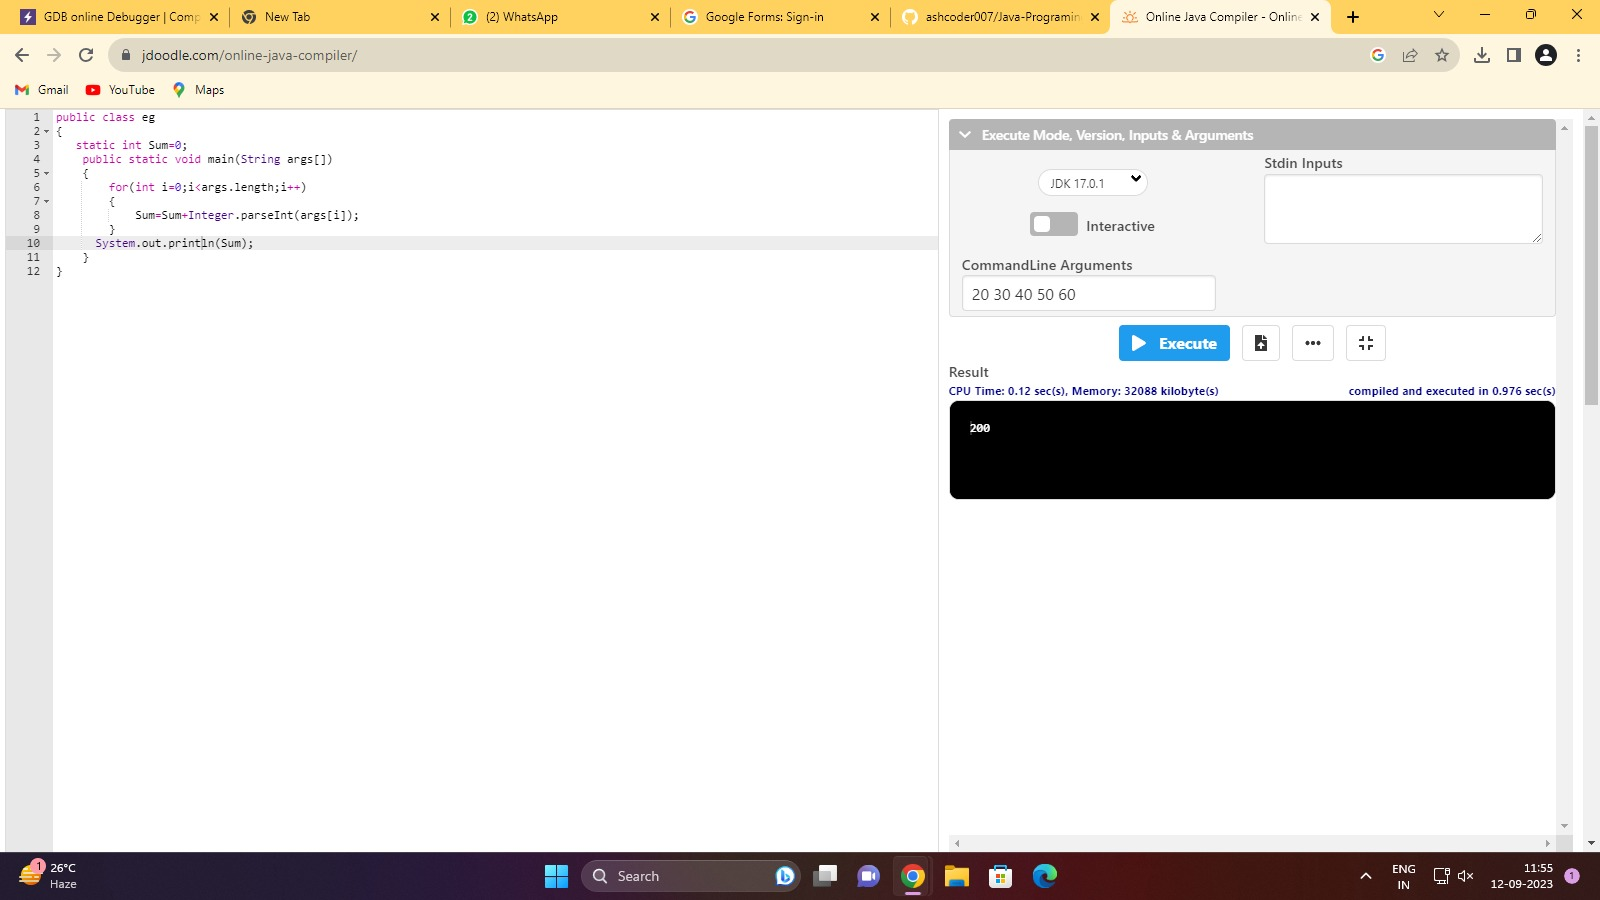 GDB online Debugger | Comp
New Tab
(2) WhatsApp
Google Forms: Sign-in
ashcoder007/Java-Programin
Online Java Compiler - Online
jdoodle.com/online-java-compiler/
Gmail
YouTube
Maps
1 public class eg
2 {
3 static int Sum=0;
4 public static void main(String args[])
5 {
6 for(int i=0;i<args.length;i++)
7 {
8 Sum=Sum+Integer.parseInt(args[i]);
9 }
10 System.out.println(Sum);
11 }
12 }
Execute Mode, Version, Inputs & Arguments
JDK 17.0.1
Interactive
Stdin Inputs
CommandLine Arguments
20 30 40 50 60
Execute
Result
CPU Time: 0.12 sec(s), Memory: 32088 kilobyte(s)
compiled and executed in 0.976 sec(s)
200
1
26°C
Haze
Search
ENG
IN
11:55
12-09-2023
1